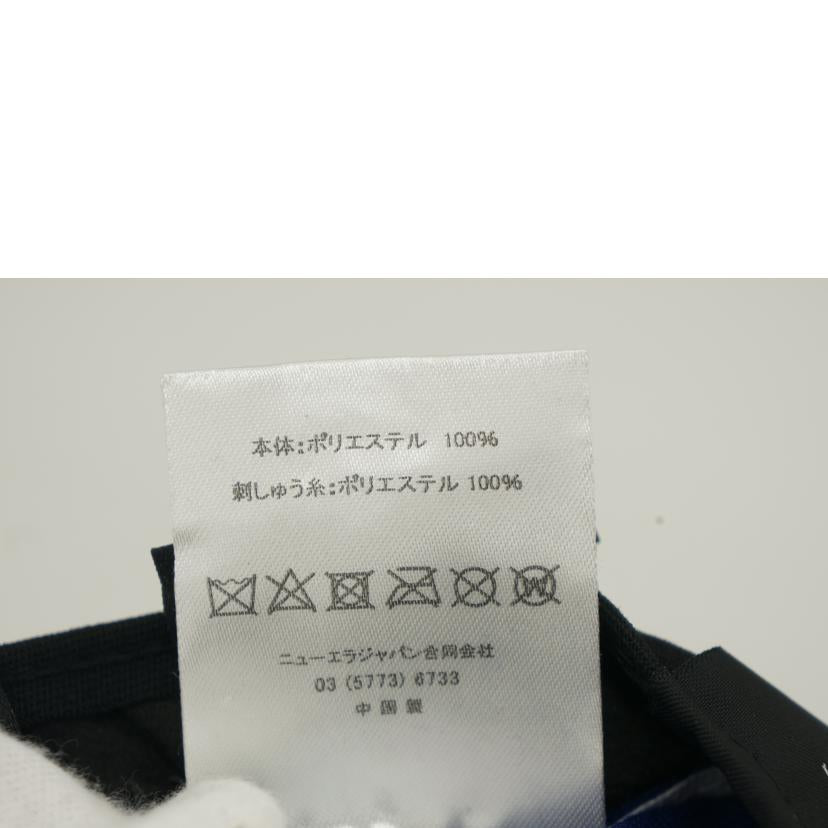 本体:ポリエステル 100%
刺しゅう糸:ポリエステル 100%
ニューエラジャパン合同会社
03 (5773) 6733
中国製